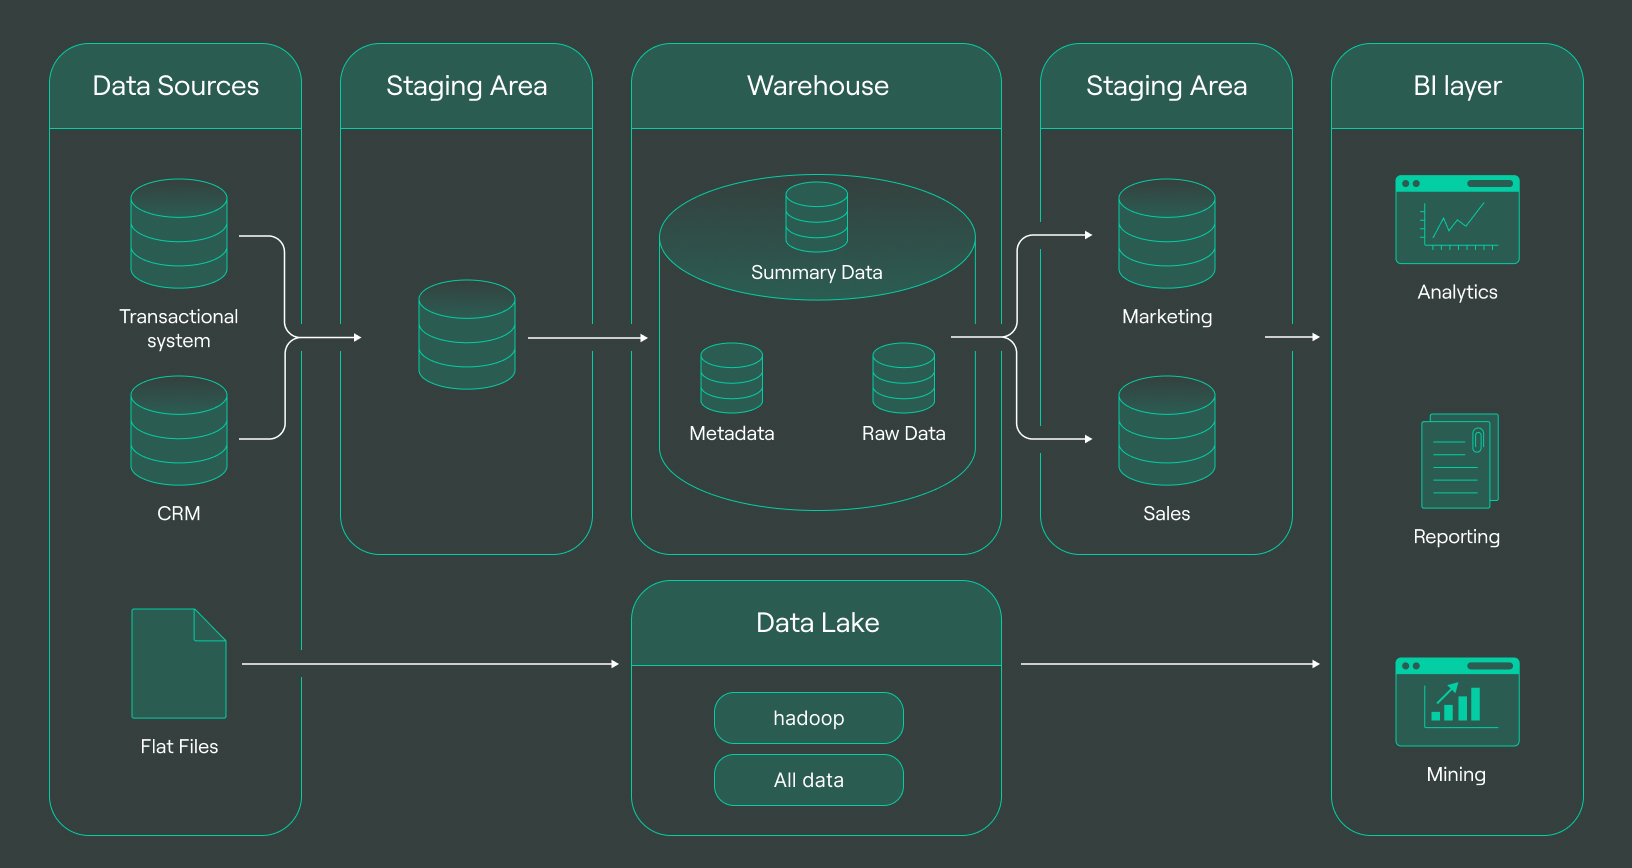 Data Sources
Transactional
system
CRM
Flat Files
Staging Area
Warehouse
Summary Data
Metadata
Raw Data
Data Lake
hadoop
All data
Staging Area
Marketing
Sales
BI layer
Analytics
Reporting
Mining